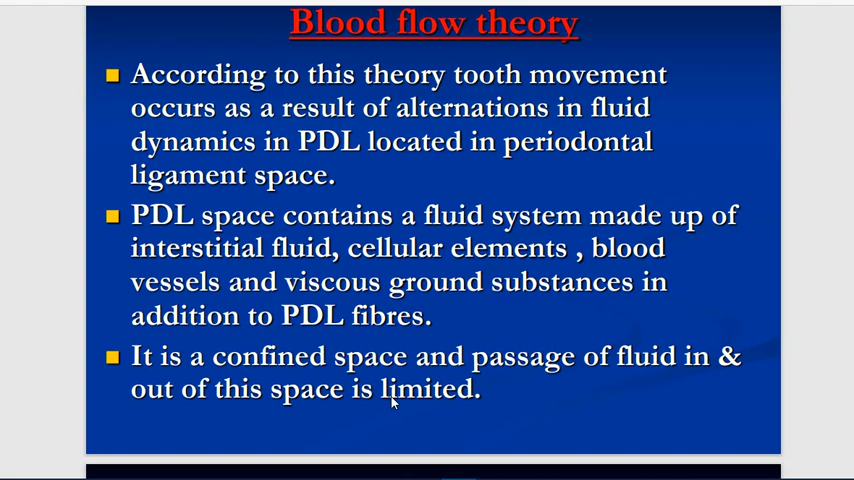 Blood flow theory
According to this theory tooth movement
occurs as a result of alternations in fluid
dynamics in PDL located in periodontal
ligament space.
PDL space contains a fluid system made up of
interstitial fluid, cellular elements , blood
vessels and viscous ground substances in
addition to PDL fibres.
It is a confined space and passage of fluid in &
out of this space is limited.